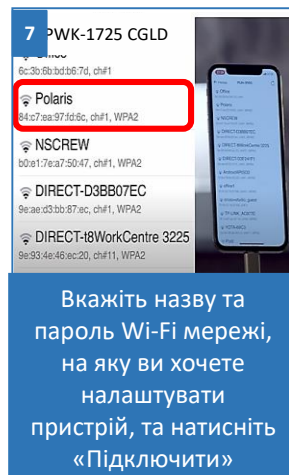 7 PWK-1725 CGLD
6c:3b:6b:bd:b6:7d, ch#1
Polaris
84:c7:ea:97:fd:6c, ch#1, WPA2
NSCREW
b0:e1:7e:a7:50:47, ch#1, WPA2
DIRECT-D3BB07EC
9e:ae:d3:bb:87:ec, ch#1, WPA2
DIRECT-t8WorkCentre 3225
9e:93:4e:46:ec:20, ch#11, WPA2
Вкажіть назву та
пароль Wi-Fi мережі,
на яку ви хочете
налаштувати
пристрій, та натисніть
«Підключити»